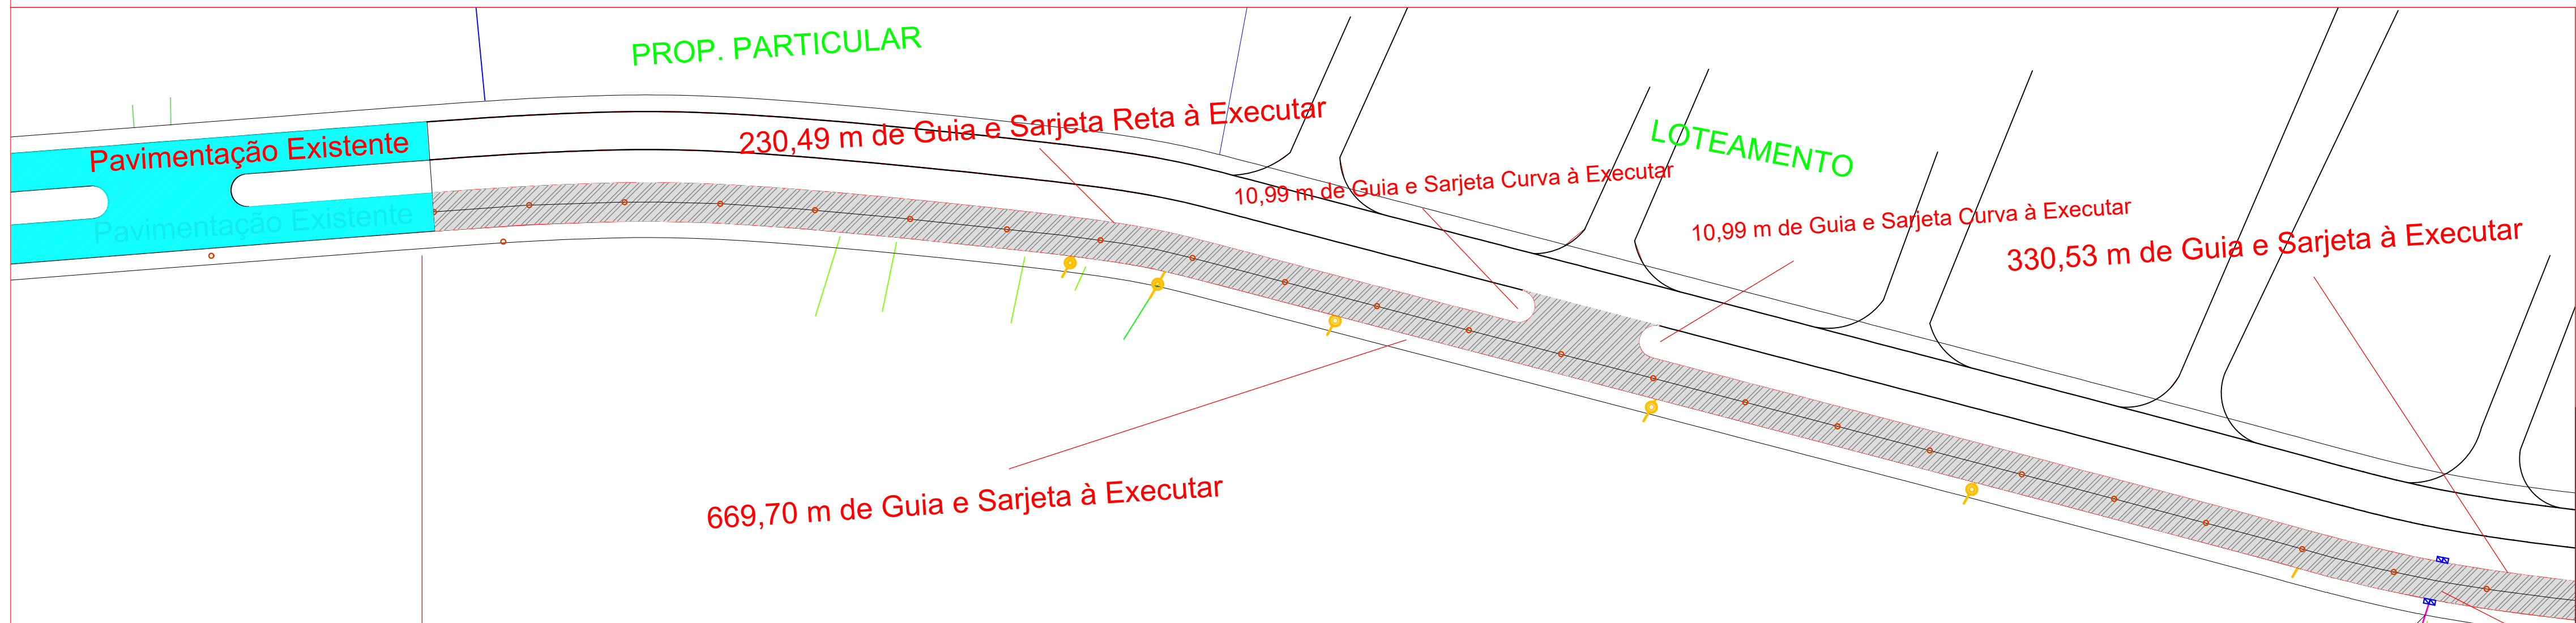 PROP. PARTICULAR
Pavimentação Existente
230,49 m de Guia e Sarjeta Reta à Executar
LOTEAMENTO
10,99 m de Guia e Sarjeta Curva à Executar
Pavimentação Existente
10,99 m de Guia e Sarjeta Curva à Executar
330,53 m de Guia e Sarjeta à Executar
669,70 m de Guia e Sarjeta à Executar